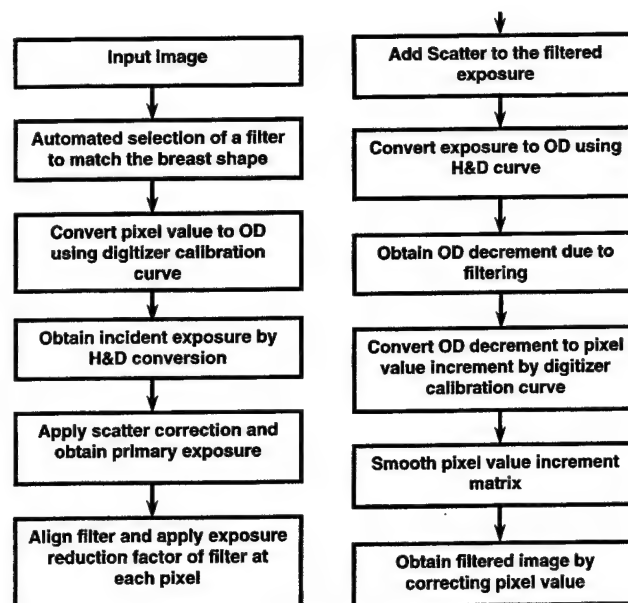 Input image
Automated selection of a filter
to match the breast shape
Convert pixel value to OD
using digitizer calibration
curve
Obtain incident exposure by
H&D conversion
Apply scatter correction and
obtain primary exposure
Align filter and apply exposure
reduction factor of filter at
each pixel
Add Scatter to the filtered
exposure
Convert exposure to OD using
H&D curve
Obtain OD decrement due to
filtering
Convert OD decrement to pixel
value increment by digitizer
calibration curve
Smooth pixel value increment
matrix
Obtain filtered image by
correcting pixel value